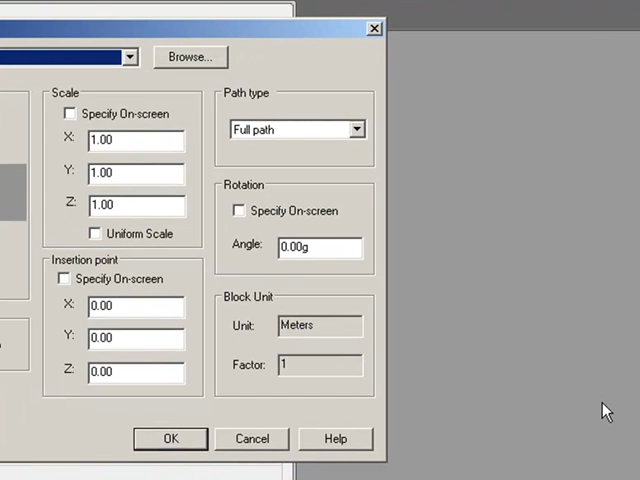 Browse...
Scale
Specify On-screen
X: 1.00
Y: 1.00
Z: 1.00
Uniform Scale
Insertion point
Specify On-screen
X: 0.00
Y: 0.00
Z: 0.00
Path type
Full path
Rotation
Specify On-screen
Angle: 0.00g
Block Unit
Unit: Meters
Factor: 1
OK
Cancel
Help